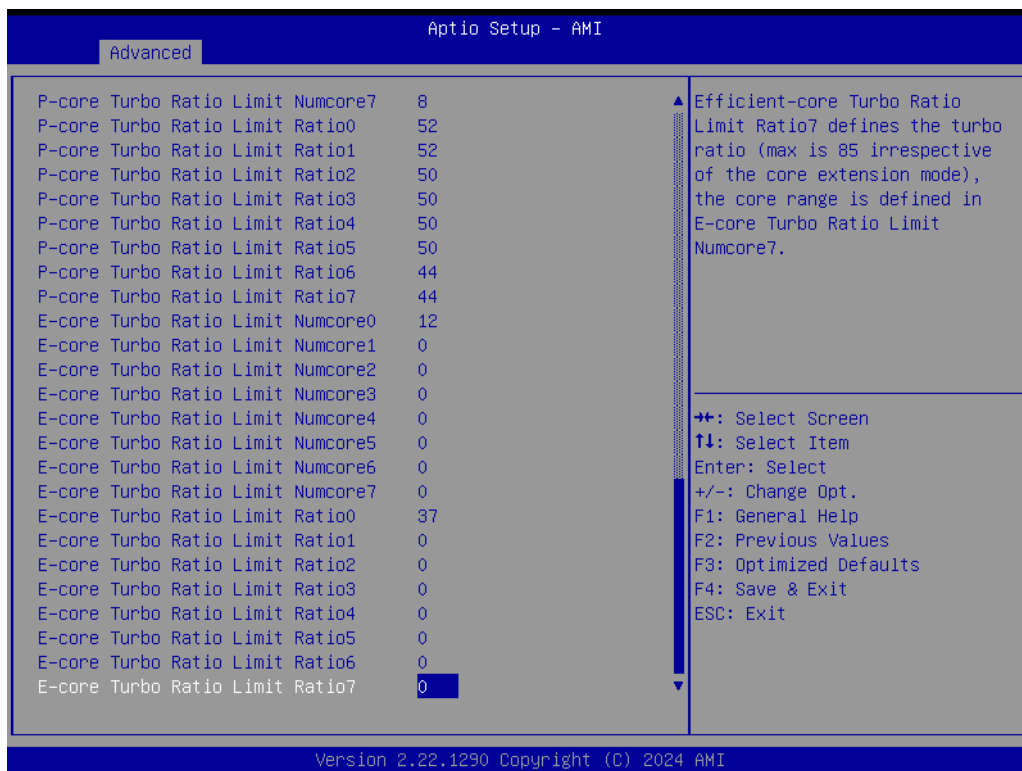 Aptio Setup – AMI
Advanced
P-core Turbo Ratio Limit Numcore7 8
P-core Turbo Ratio Limit Ratio0 52
P-core Turbo Ratio Limit Ratio1 52
P-core Turbo Ratio Limit Ratio2 50
P-core Turbo Ratio Limit Ratio3 50
P-core Turbo Ratio Limit Ratio4 50
P-core Turbo Ratio Limit Ratio5 50
P-core Turbo Ratio Limit Ratio6 44
P-core Turbo Ratio Limit Ratio7 44
E-core Turbo Ratio Limit Numcore0 12
E-core Turbo Ratio Limit Numcore1 0
E-core Turbo Ratio Limit Numcore2 0
E-core Turbo Ratio Limit Numcore3 0
E-core Turbo Ratio Limit Numcore4 0
E-core Turbo Ratio Limit Numcore5 0
E-core Turbo Ratio Limit Numcore6 0
E-core Turbo Ratio Limit Numcore7 0
E-core Turbo Ratio Limit Ratio0 37
E-core Turbo Ratio Limit Ratio1 0
E-core Turbo Ratio Limit Ratio2 0
E-core Turbo Ratio Limit Ratio3 0
E-core Turbo Ratio Limit Ratio4 0
E-core Turbo Ratio Limit Ratio5 0
E-core Turbo Ratio Limit Ratio6 0
E-core Turbo Ratio Limit Ratio7 0
Efficient-core Turbo Ratio
Limit Ratio7 defines the turbo
ratio (max is 85 irrespective
of the core extension mode),
the core range is defined in
E-core Turbo Ratio Limit
Numcore7.
→←: Select Screen
↑↓: Select Item
Enter: Select
+/-: Change Opt.
F1: General Help
F2: Previous Values
F3: Optimized Defaults
F4: Save & Exit
ESC: Exit
Version 2.22.1290 Copyright (C) 2024 AMI